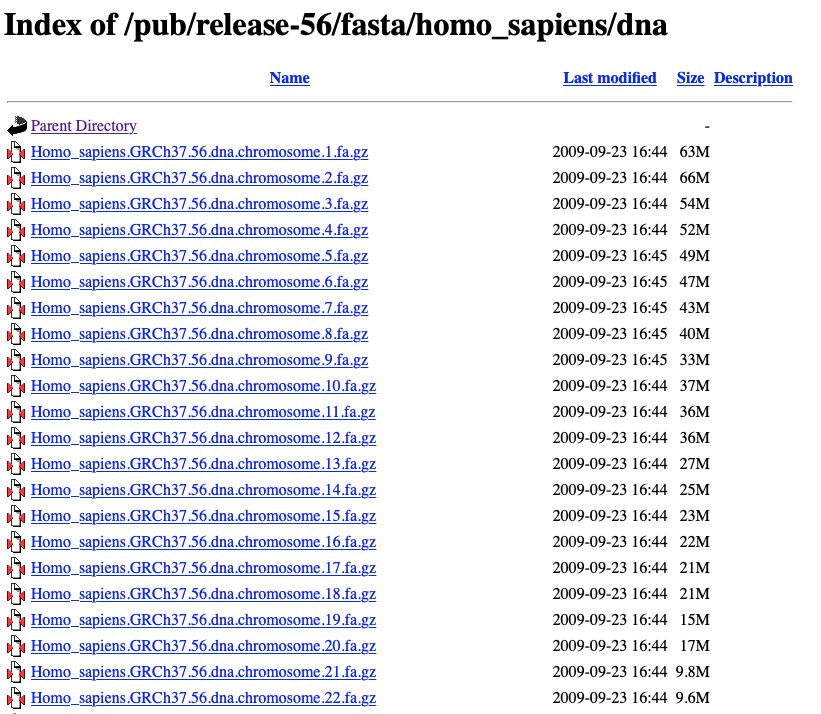 Index of /pub/release-56/fasta/homo_sapiens/dna
Name Last modified Size Description
Parent Directory -
Homo_sapiens.GRCh37.56.dna.chromosome.1.fa.gz 2009-09-23 16:44 63M
Homo_sapiens.GRCh37.56.dna.chromosome.2.fa.gz 2009-09-23 16:44 66M
Homo_sapiens.GRCh37.56.dna.chromosome.3.fa.gz 2009-09-23 16:44 54M
Homo_sapiens.GRCh37.56.dna.chromosome.4.fa.gz 2009-09-23 16:44 52M
Homo_sapiens.GRCh37.56.dna.chromosome.5.fa.gz 2009-09-23 16:45 49M
Homo_sapiens.GRCh37.56.dna.chromosome.6.fa.gz 2009-09-23 16:45 47M
Homo_sapiens.GRCh37.56.dna.chromosome.7.fa.gz 2009-09-23 16:45 43M
Homo_sapiens.GRCh37.56.dna.chromosome.8.fa.gz 2009-09-23 16:45 40M
Homo_sapiens.GRCh37.56.dna.chromosome.9.fa.gz 2009-09-23 16:45 33M
Homo_sapiens.GRCh37.56.dna.chromosome.10.fa.gz 2009-09-23 16:44 37M
Homo_sapiens.GRCh37.56.dna.chromosome.11.fa.gz 2009-09-23 16:44 36M
Homo_sapiens.GRCh37.56.dna.chromosome.12.fa.gz 2009-09-23 16:44 36M
Homo_sapiens.GRCh37.56.dna.chromosome.13.fa.gz 2009-09-23 16:44 27M
Homo_sapiens.GRCh37.56.dna.chromosome.14.fa.gz 2009-09-23 16:44 25M
Homo_sapiens.GRCh37.56.dna.chromosome.15.fa.gz 2009-09-23 16:44 23M
Homo_sapiens.GRCh37.56.dna.chromosome.16.fa.gz 2009-09-23 16:44 22M
Homo_sapiens.GRCh37.56.dna.chromosome.17.fa.gz 2009-09-23 16:44 21M
Homo_sapiens.GRCh37.56.dna.chromosome.18.fa.gz 2009-09-23 16:44 21M
Homo_sapiens.GRCh37.56.dna.chromosome.19.fa.gz 2009-09-23 16:44 15M
Homo_sapiens.GRCh37.56.dna.chromosome.20.fa.gz 2009-09-23 16:44 17M
Homo_sapiens.GRCh37.56.dna.chromosome.21.fa.gz 2009-09-23 16:44 9.8M
Homo_sapiens.GRCh37.56.dna.chromosome.22.fa.gz 2009-09-23 16:44 9.6M